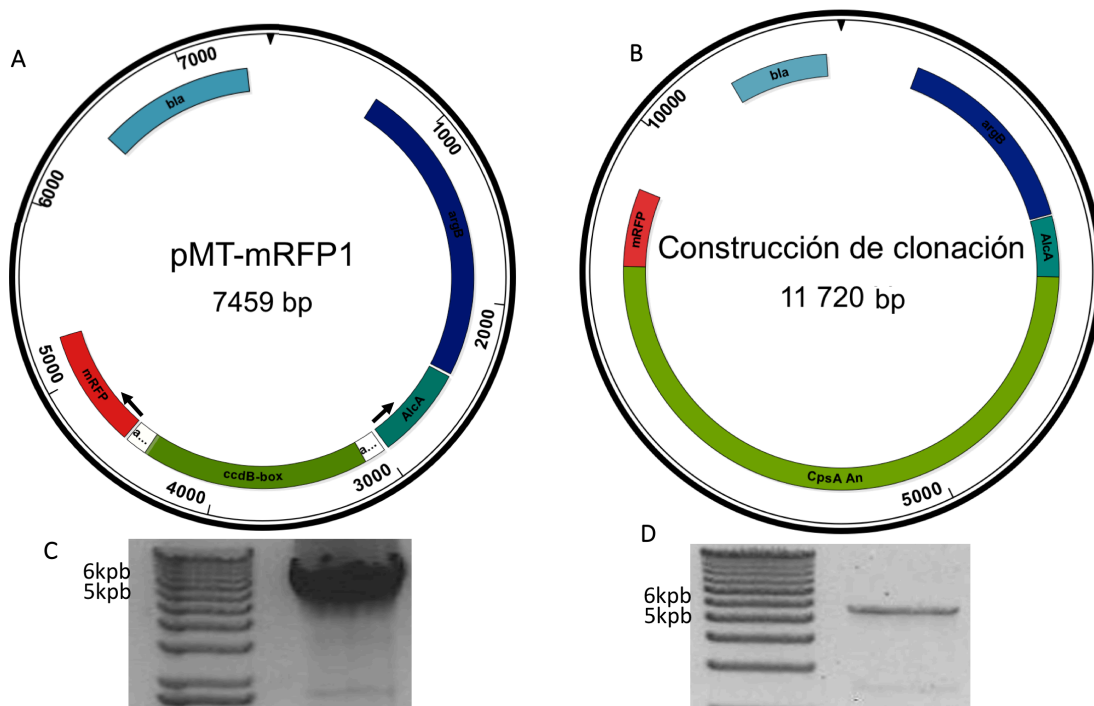 A
7000
bla
1000
argB
6000
pMT-mRFP1
7459 bp
2000
5000
mRFP
AlcA
a...
a...
ccdB-box
3000
4000
B
bla
10000
argB
mRFP
AlcA
Construcción de clonación
11 720 bp
CpsA An
5000
C
6kpb
5kpb
D
6kpb
5kpb